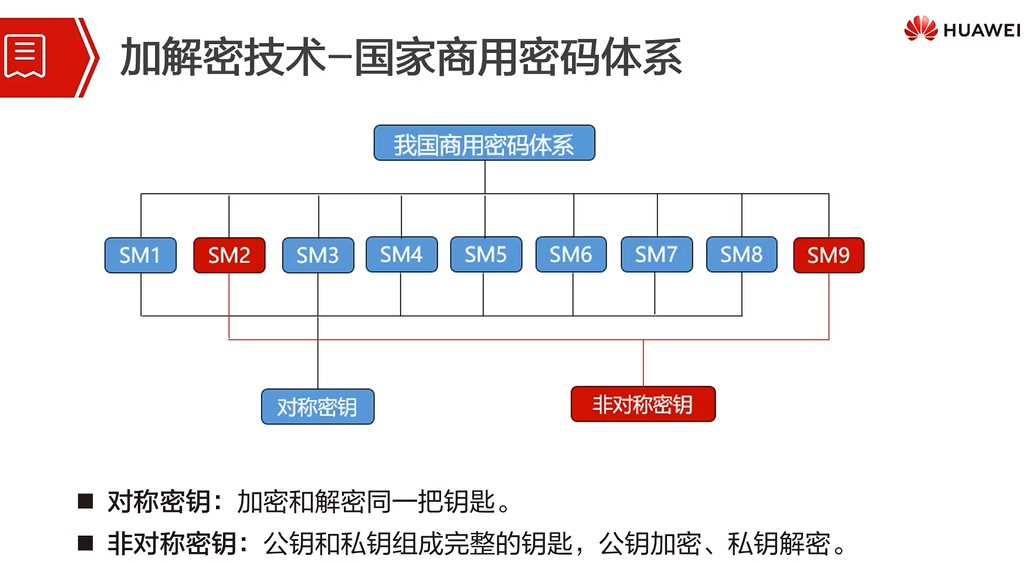 加解密技术-国家商用密码体系
HUAWEI
我国商用密码体系
SM1 SM2 SM3 SM4 SM5 SM6 SM7 SM8 SM9
对称密钥 非对称密钥
■ 对称密钥：加密和解密同一把钥匙。
■ 非对称密钥：公钥和私钥组成完整的钥匙，公钥加密、私钥解密。